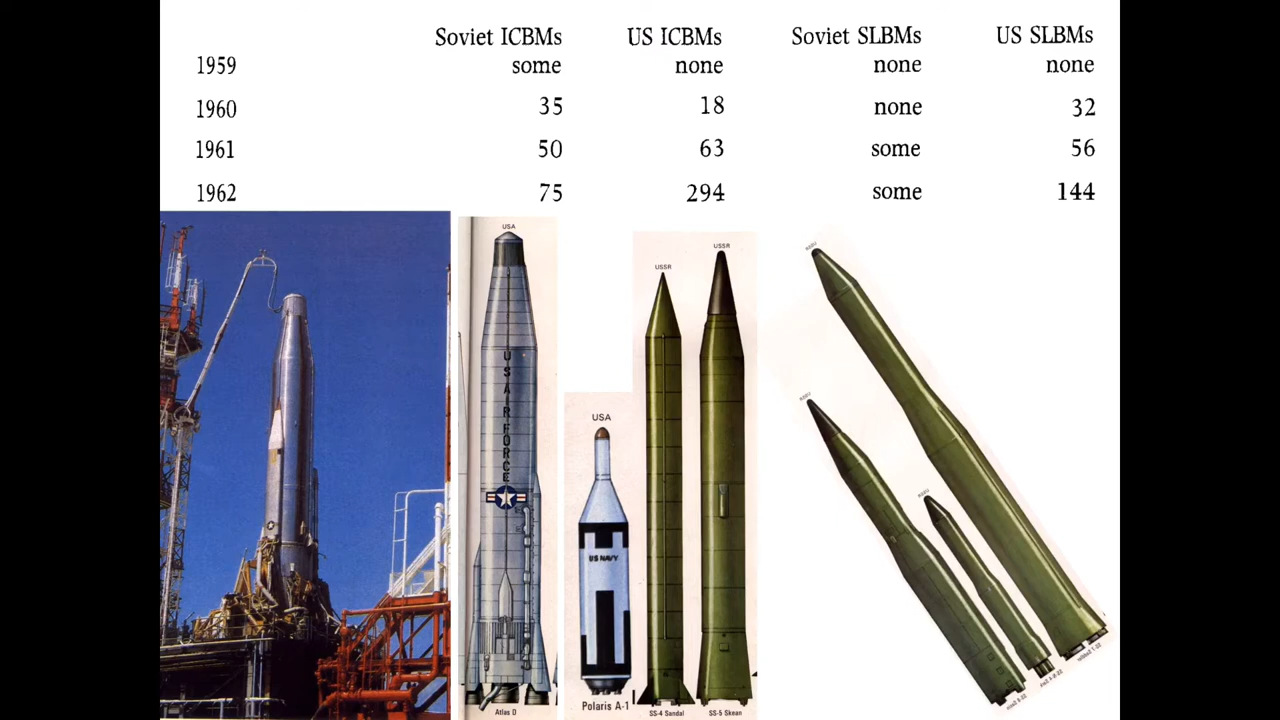 Soviet ICBMs US ICBMs Soviet SLBMs US SLBMs
1959 some none none none
1960 35 18 none 32
1961 50 63 some 56
1962 75 294 some 144
USA
USSR
USSR
USA
U.S. AIR FORCE
US NAVY
Atlas D
Polaris A-1
SS-4 Sandal
SS-5 Skean